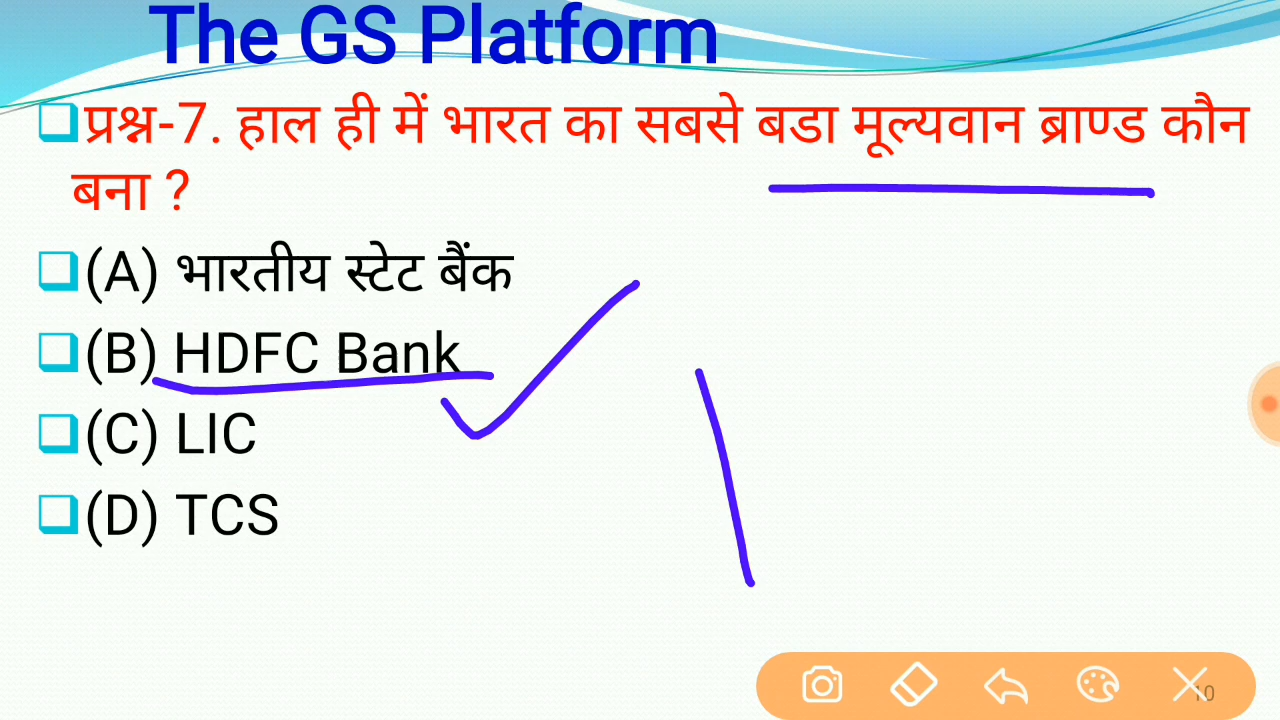 The GS Platform
प्रश्न-7. हाल ही में भारत का सबसे बडा मूल्यवान ब्राण्ड कौन
बना ?
(A) भारतीय स्टेट बैंक
(B) HDFC Bank
(C) LIC
(D) TCS
10